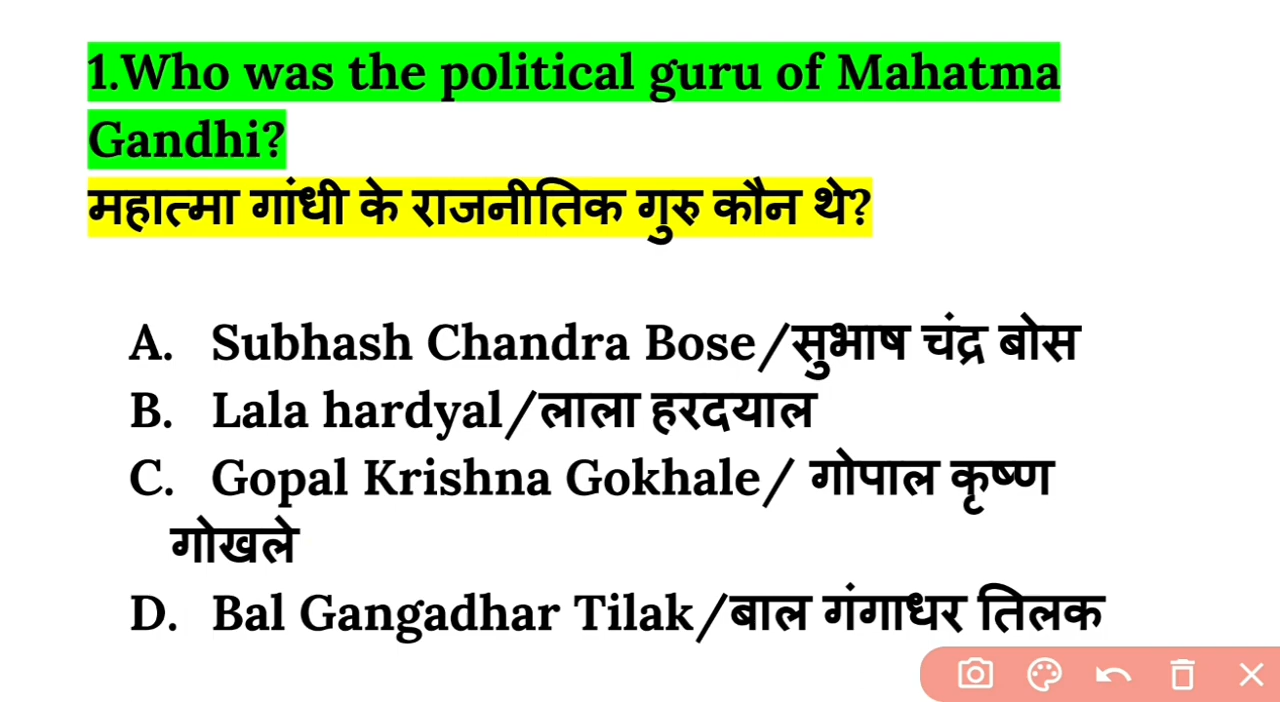 1.Who was the political guru of Mahatma
Gandhi?
महात्मा गांधी के राजनीतिक गुरु कौन थे?
A. Subhash Chandra Bose/सुभाष चंद्र बोस
B. Lala hardyal/लाला हरदयाल
C. Gopal Krishna Gokhale/ गोपाल कृष्ण
गोखले
D. Bal Gangadhar Tilak/बाल गंगाधर तिलक